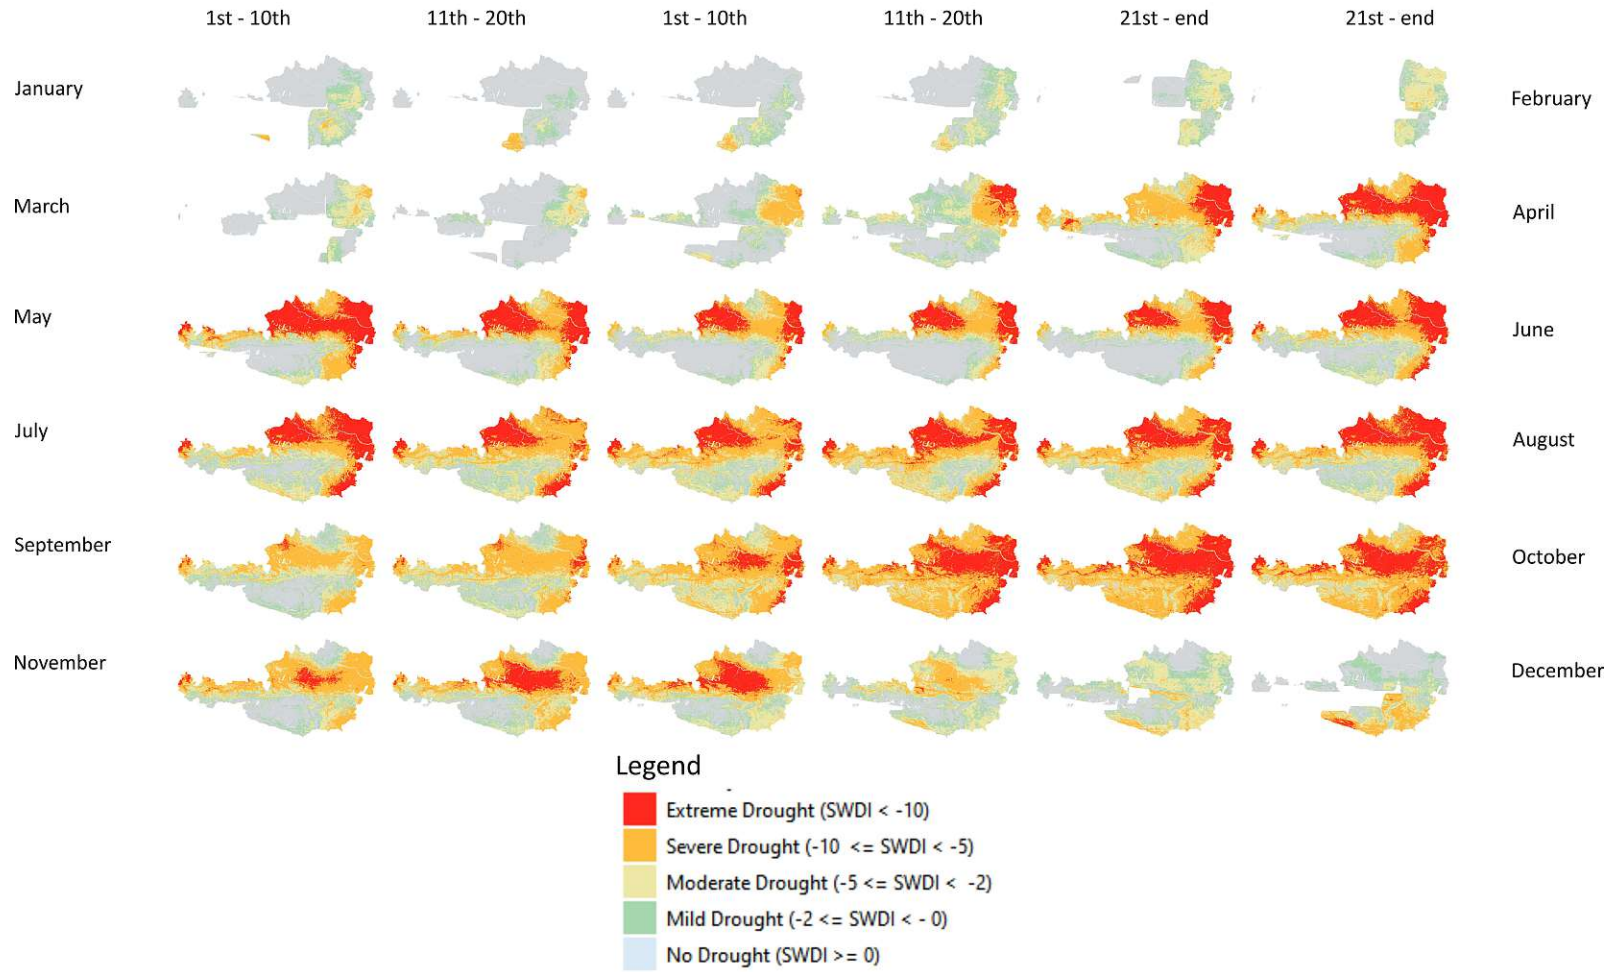 1st - 10th 11th - 20th 1st - 10th 11th - 20th 21st - end 21st - end
January
February
March
April
May
June
July
August
September
October
November
December
Legend
Extreme Drought (SWDI < -10)
Severe Drought (-10 <= SWDI < -5)
Moderate Drought (-5 <= SWDI < -2)
Mild Drought (-2 <= SWDI < - 0)
No Drought (SWDI >= 0)